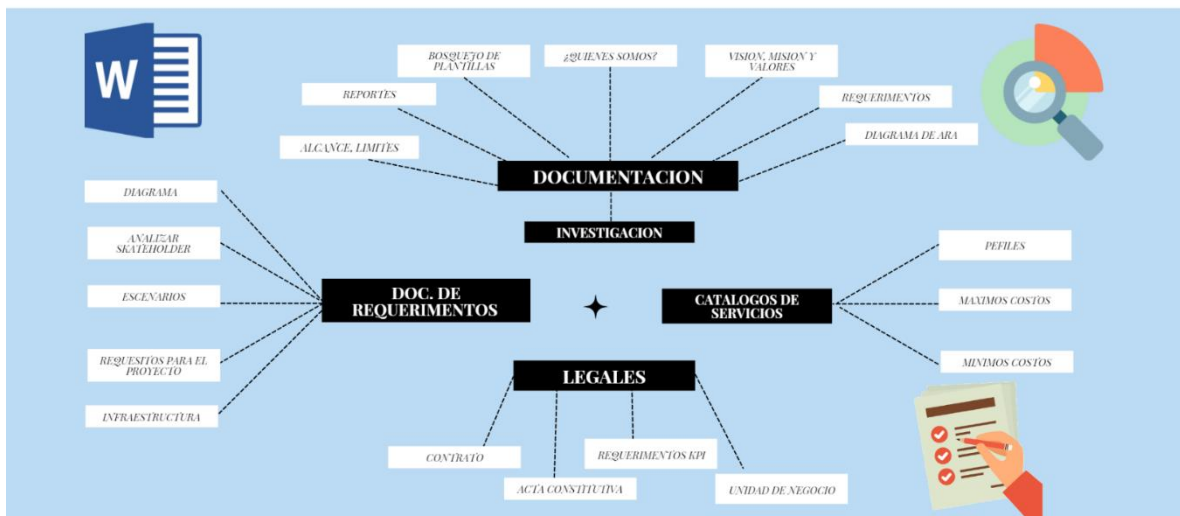 W
BOSQUEJO DE
PLANTILLAS
¿QUIENES SOMOS?
VISION, MISION Y
VALORES
REPORTES
REQUERIMENTOS
ALCANCE, LIMITES
DIAGRAMA DE ARA
DOCUMENTACION
INVESTIGACION
DIAGRAMA
ANALIZAR
SKATEHOLDER
ESCENARIOS
REQUESITOS PARA EL
PROYECTO
INFRAESTRUCTURA
DOC. DE
REQUERIMENTOS
CATALOGOS DE
SERVICIOS
PEFILES
MAXIMOS COSTOS
MINIMOS COSTOS
LEGALES
CONTRATO
ACTA CONSTITUTIVA
REQUERIMENTOS KPI
UNIDAD DE NEGOCIO